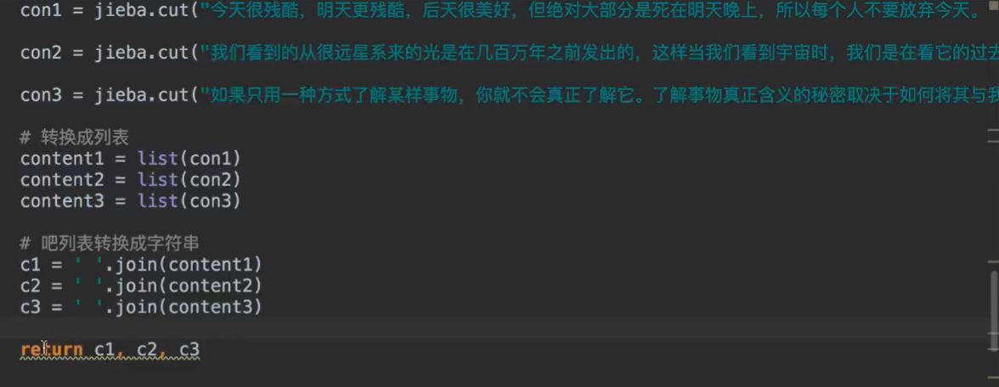 con1 = jieba.cut("今天很残酷，明天更残酷，后天很美好，但绝对大部分是死在明天晚上，所以每个人不要放弃今天。
con2 = jieba.cut("我们看到的从很远星系来的光是在几百万年之前发出的，这样当我们看到宇宙时，我们是在看它的过去
con3 = jieba.cut("如果只用一种方式了解某样事物，你就不会真正了解它。了解事物真正含义的秘密取决于如何将其与我
# 转换成列表
content1 = list(con1)
content2 = list(con2)
content3 = list(con3)
# 吧列表转换成字符串
c1 = ' '.join(content1)
c2 = ' '.join(content2)
c3 = ' '.join(content3)
return c1, c2, c3